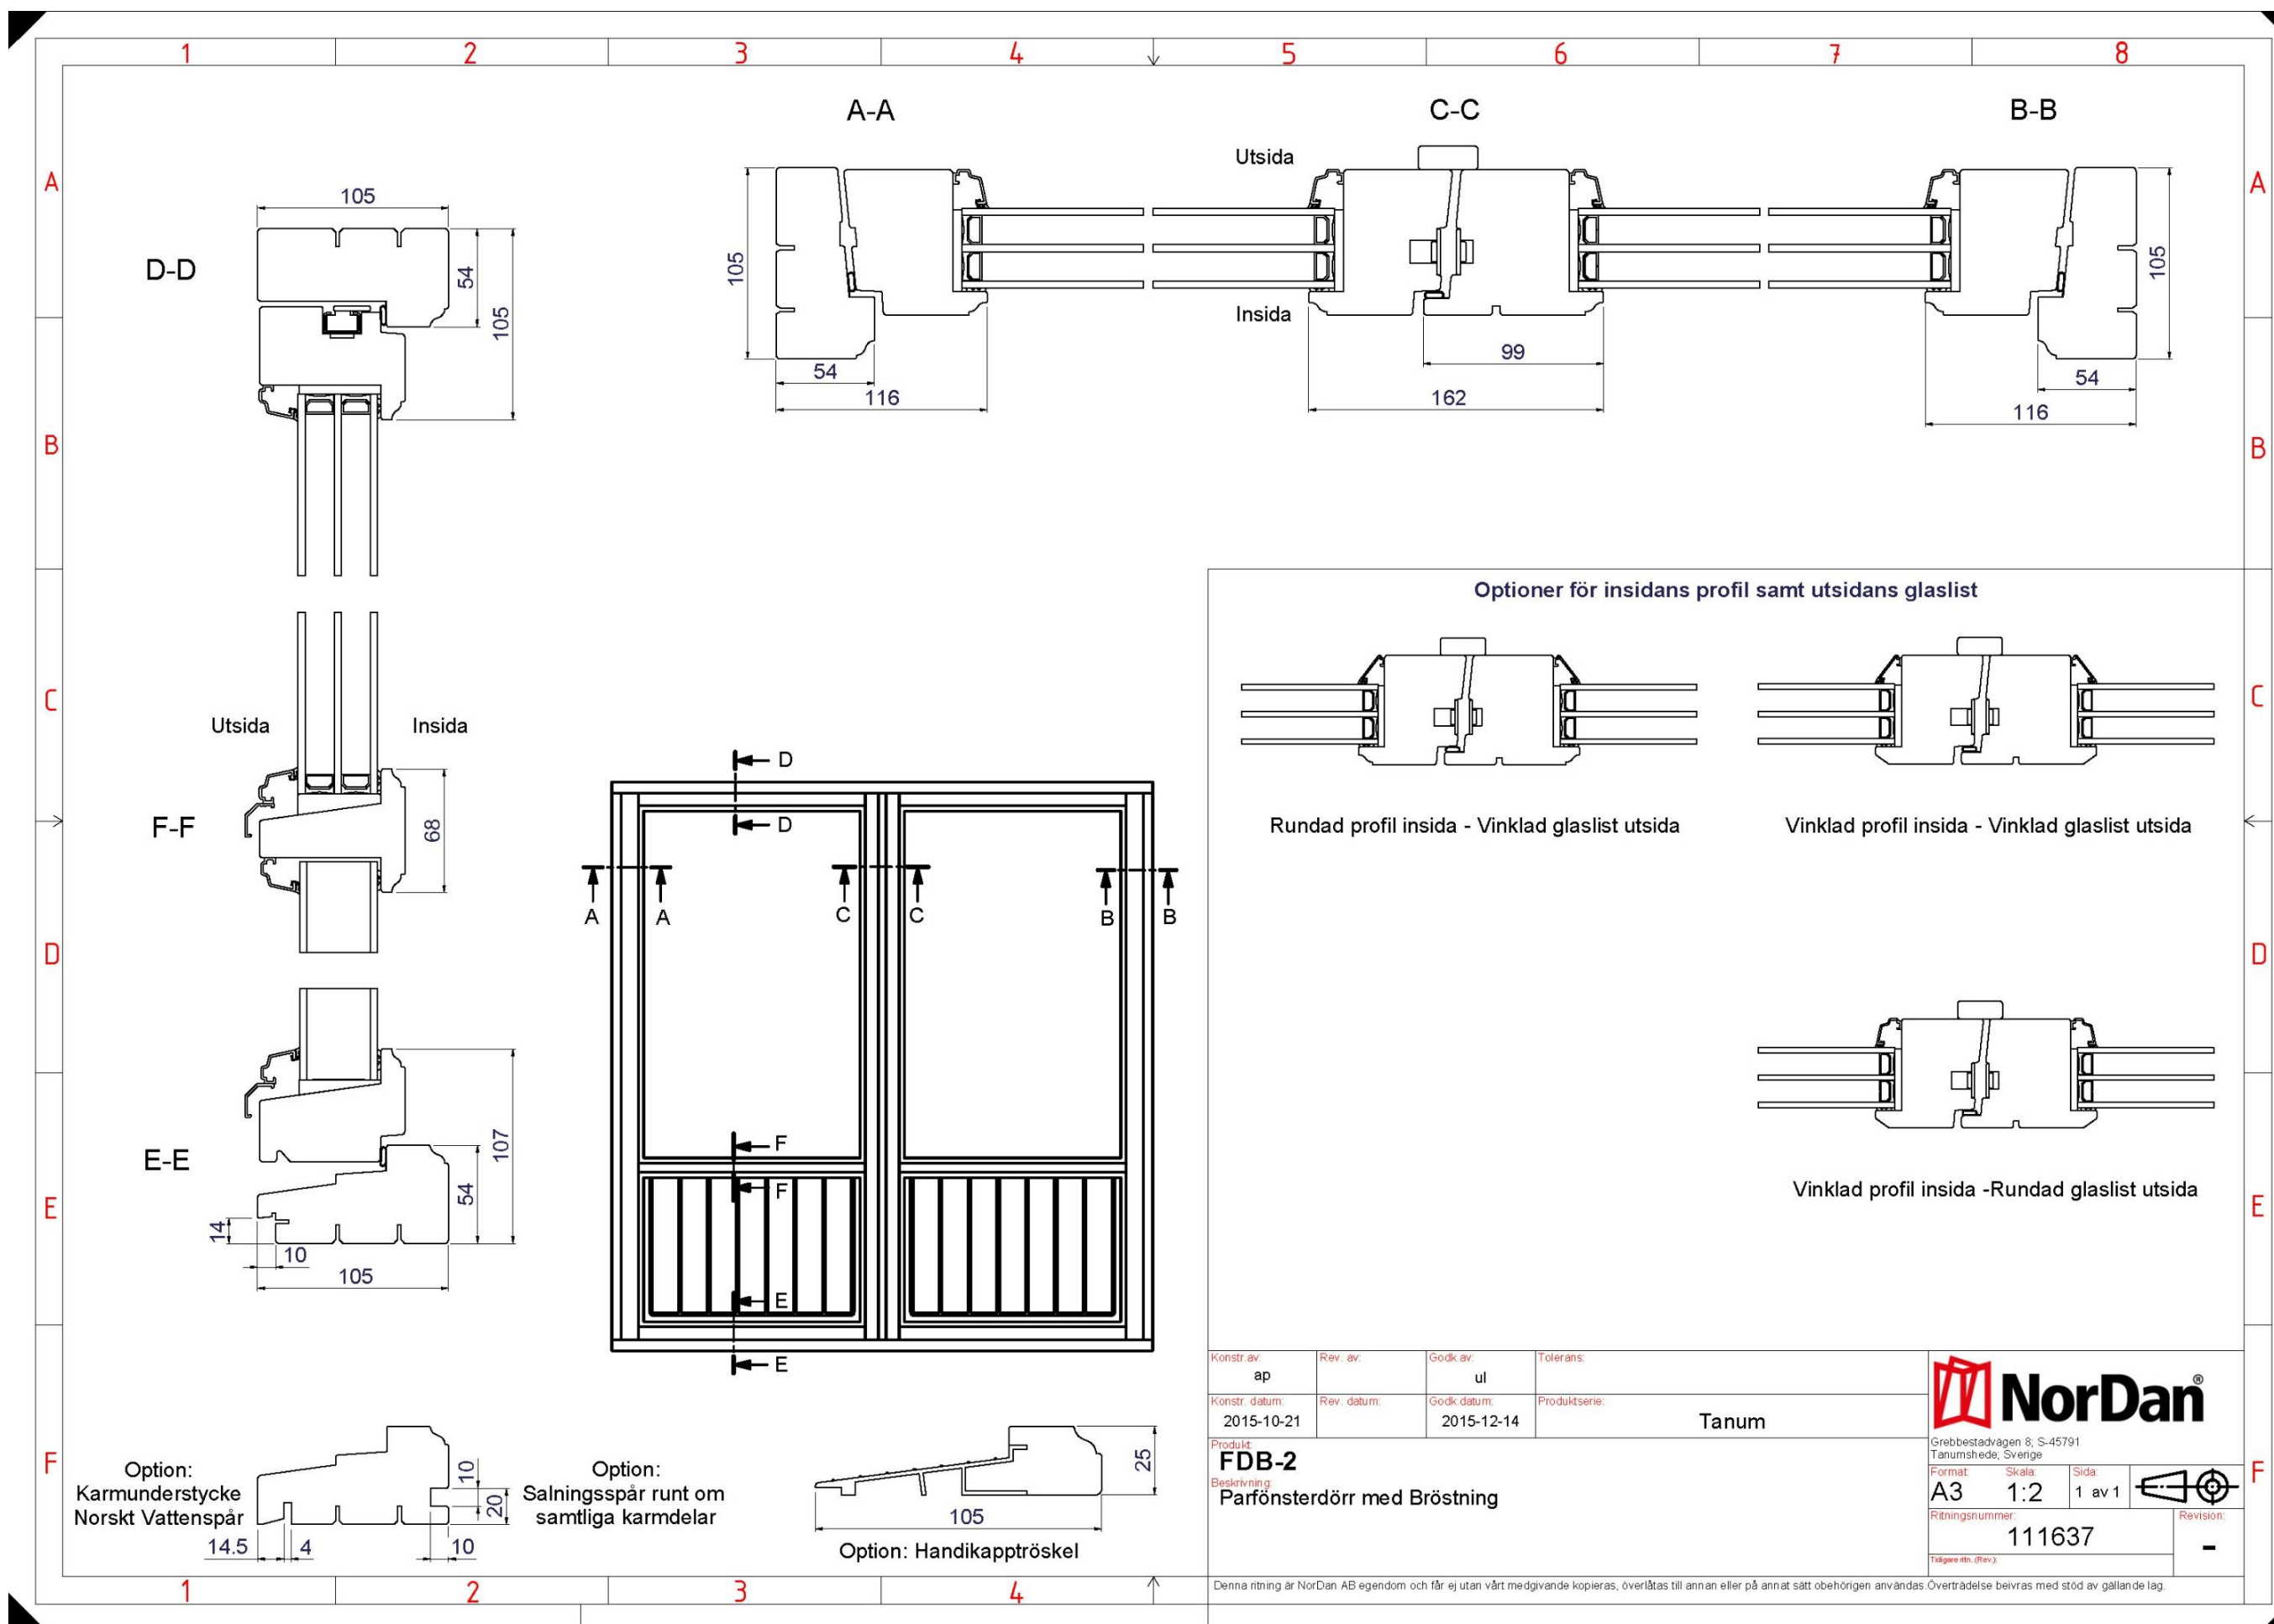 1 2 3 4 5 6 7 8
A
B
C
D
E
F
A
B
C
D
E
F
1 2 3 4
A-A
C-C
B-B
Utsida
Insida
105
54
116
99
162
105
54
116
D-D
105
54
105
Utsida
Insida
F-F
68
E-E
107
54
14
10
105
D
D
A
A
C
C
B
B
F
F
E
E
Option:
Karmunderstycke
Norskt Vattenspår
14.5
4
10
20
10
Option:
Salningsspår runt om
samtliga karmdelar
25
105
Option: Handikapptröskel
Optioner för insidans profil samt utsidans glaslist
Rundad profil insida - Vinklad glaslist utsida
Vinklad profil insida - Vinklad glaslist utsida
Vinklad profil insida -Rundad glaslist utsida
Konstr.av:
ap
Rev. av:
Godk.av:
ul
Tolerans:
Konstr. datum:
2015-10-21
Rev. datum:
Godk.datum:
2015-12-14
Produktserie:
Tanum
Produkt:
FDB-2
Beskrivning:
Parfönsterdörr med Bröstning
NorDan®
Grebbestadvägen 8; S-45791
Tanumshede; Sverige
Format:
A3
Skala:
1:2
Sida:
1 av 1
Ritningsnummer:
111637
Revision:
-
Tidigare ritn. (Rev.):
Denna ritning är NorDan AB egendom och får ej utan vårt medgivande kopieras, överlåtas till annan eller på annat sätt obehörigen användas.Överträdelse beivras med stöd av gällande lag.